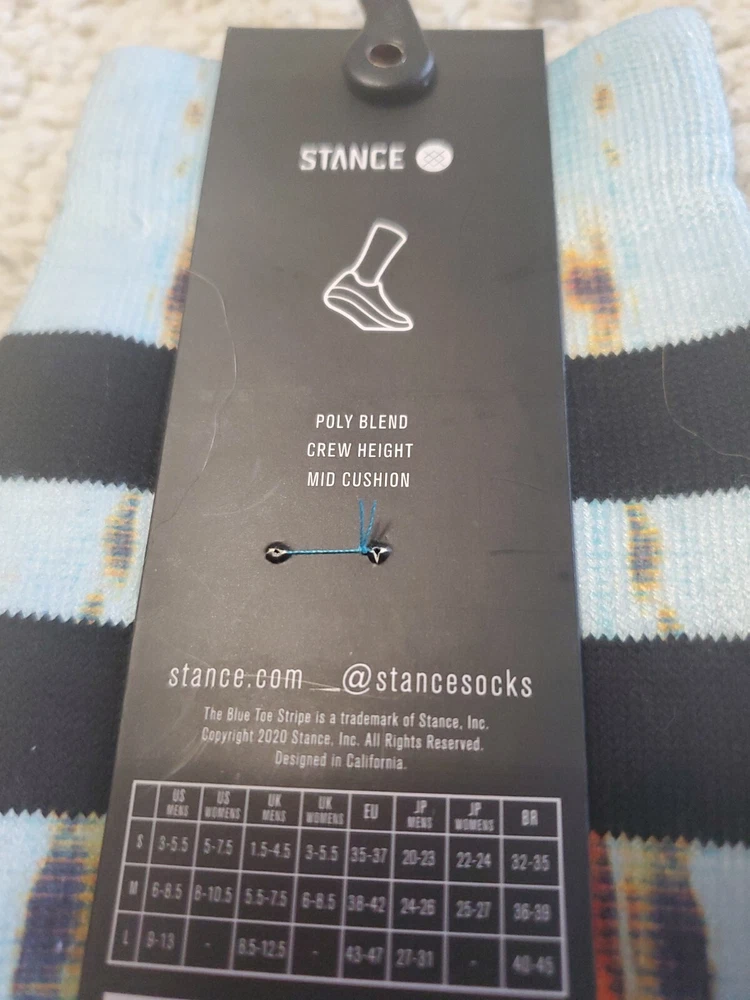 STANCE
POLY BLEND
CREW HEIGHT
MID CUSHION
stance.com @stancesocks
The Blue Toe Stripe is a trademark of Stance, Inc.
Copyright 2020 Stance, Inc. All Rights Reserved.
Designed in California.
US MENS US WOMENS UK MENS UK WOMENS EU JP MENS JP WOMENS BR
S 3-5.5 5-7.5 1.5-4.5 3-5.5 35-37 20-23 22-24 32-35
M 6-8.5 8-10.5 5.5-7.5 6-8.5 38-42 24-26 25-27 36-39
L 9-13 - 8.5-12.5 - 43-47 27-31 - 40-45